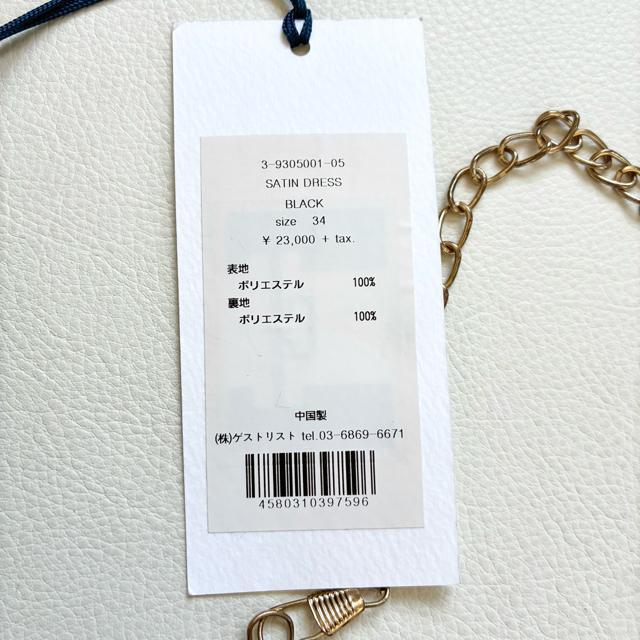 3-9305001-05
SATIN DRESS
BLACK
size 34
¥ 23,000 + tax.
表地
ポリエステル 100%
裏地
ポリエステル 100%
中国製
(株)ゲストリスト tel.03-6869-6671
4580310397596